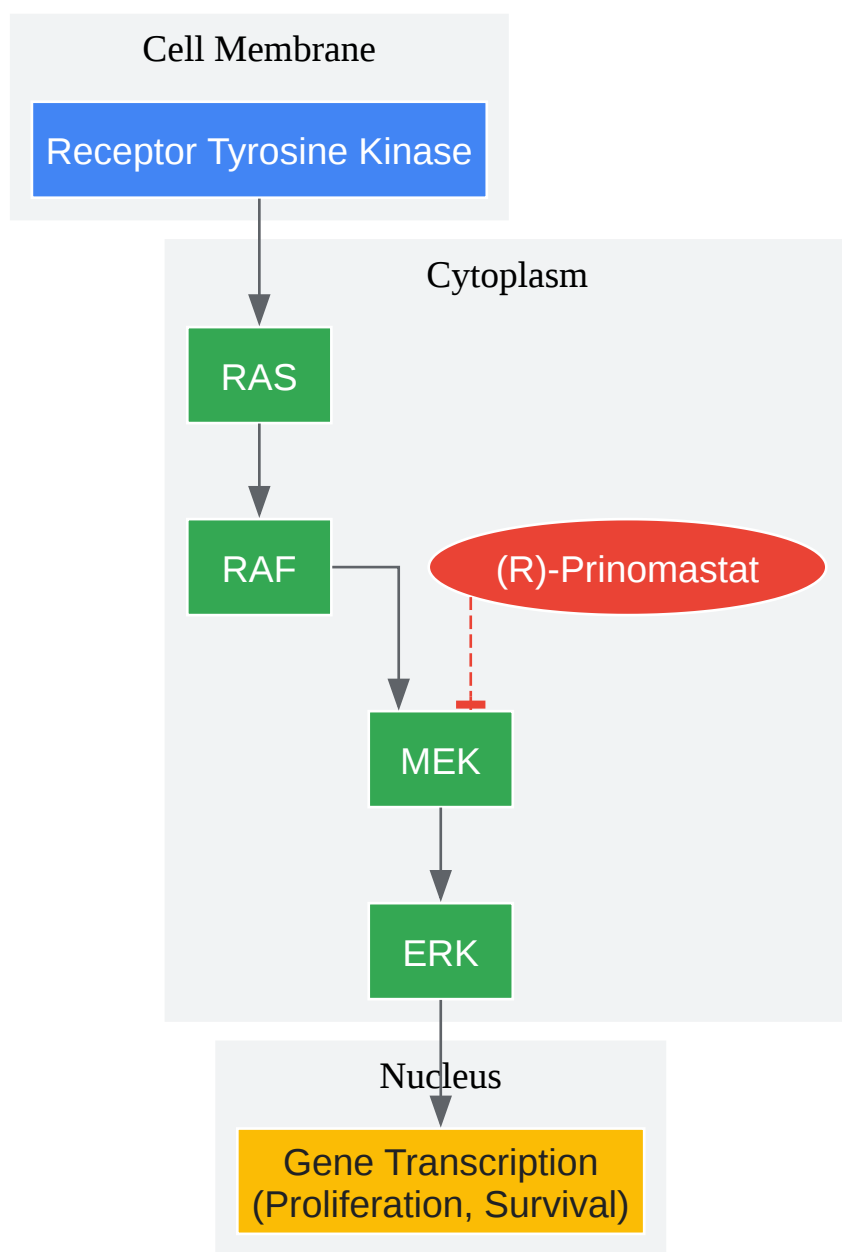 Cell Membrane
Receptor Tyrosine Kinase
Cytoplasm
RAS
RAF
(R)-Prinomastat
MEK
ERK
Nucleus
Gene Transcription
(Proliferation, Survival)